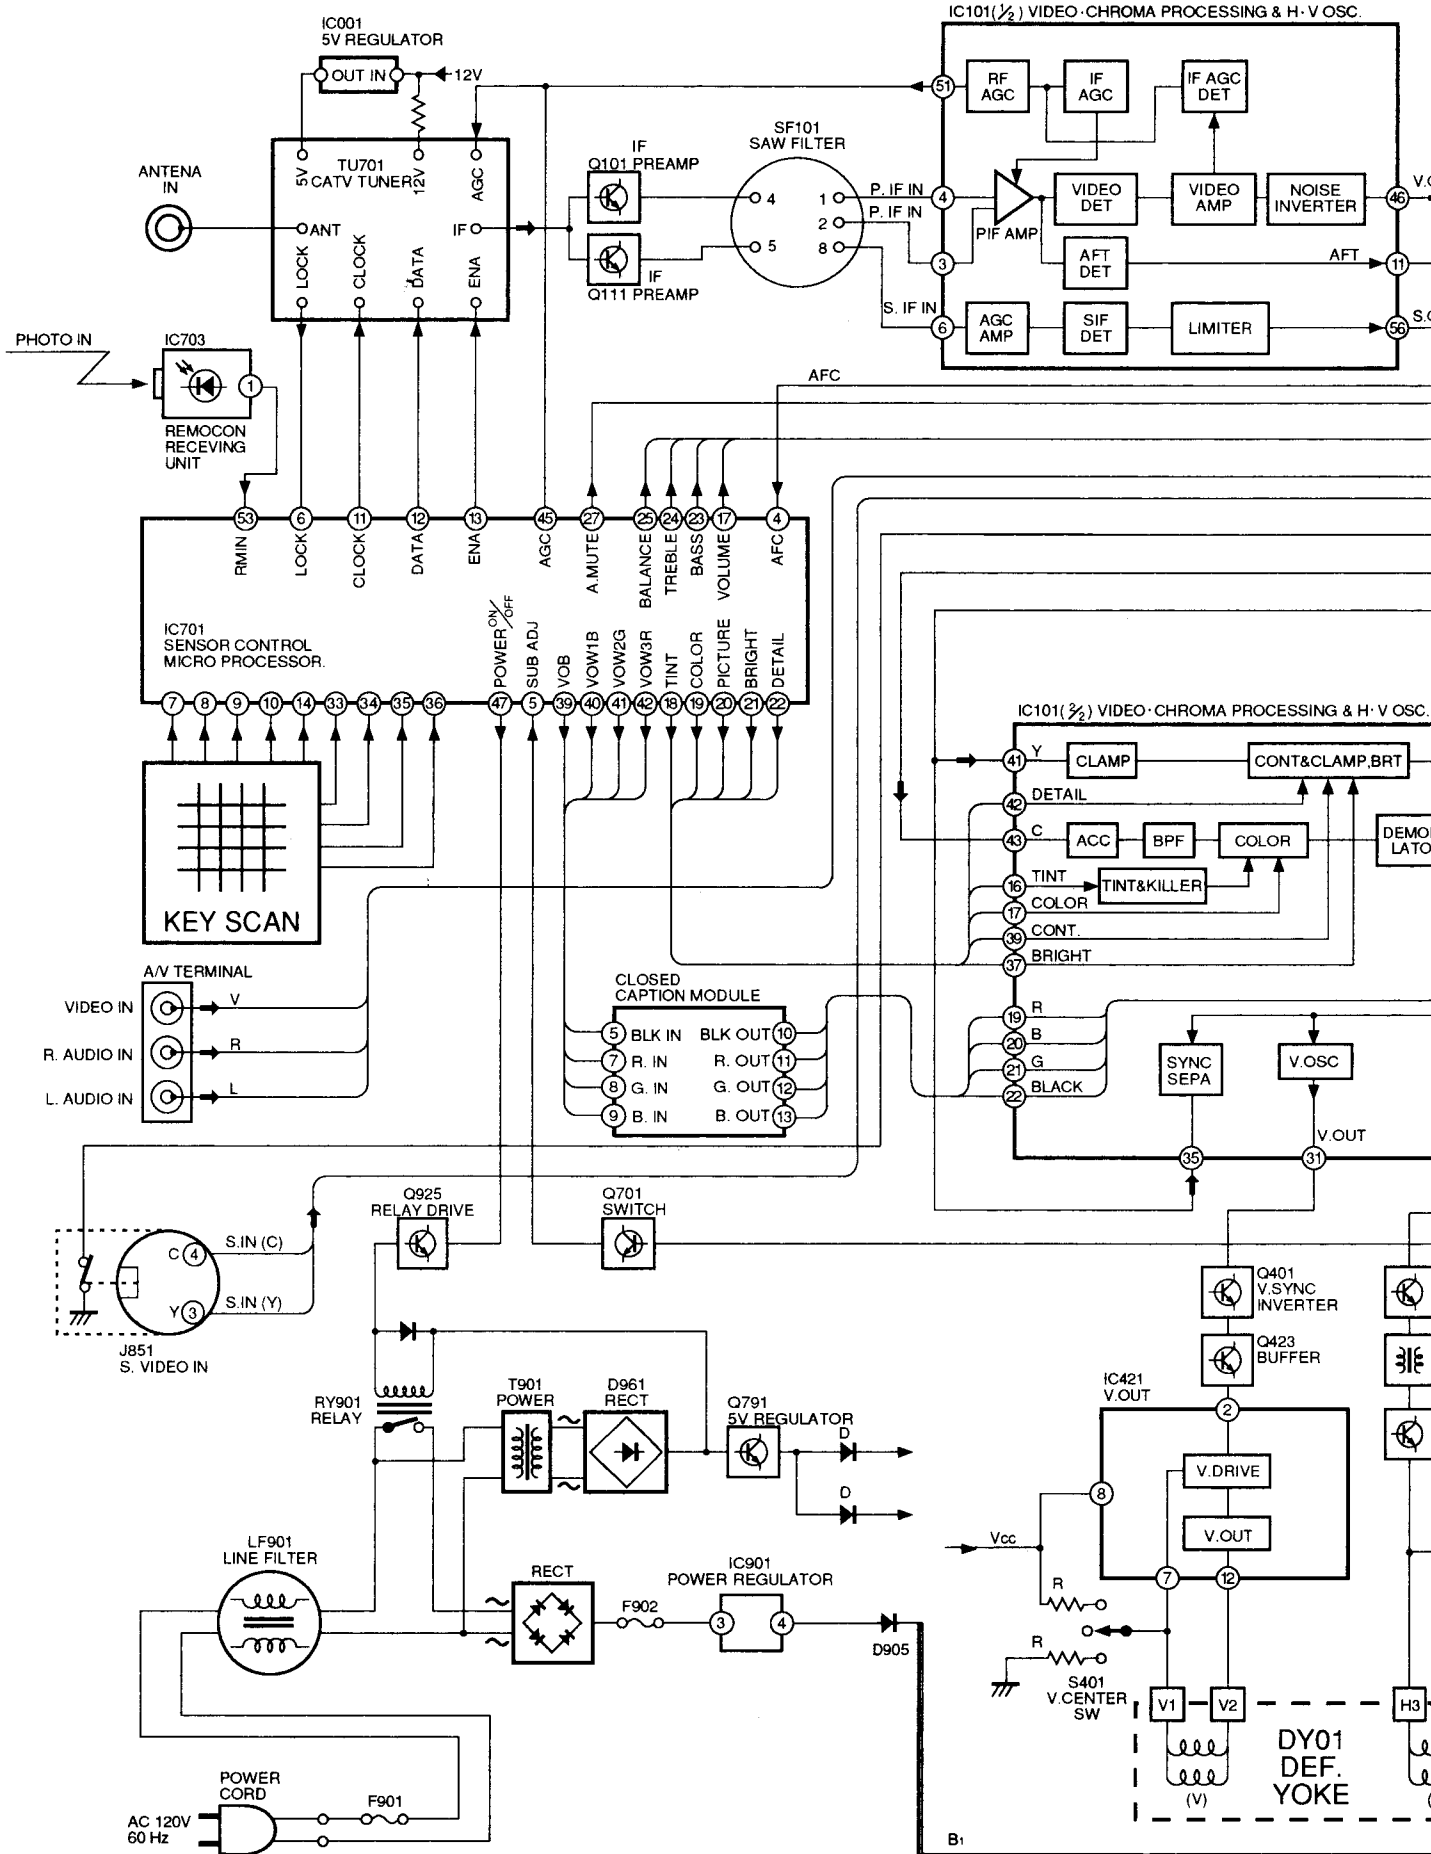 IC001
5V REGULATOR
OUT IN
12V
ANTENA
IN
5V
TU701
CATV TUNER
12V
AGC
ANT
IF
LOCK
CLOCK
DATA
ENA
IF
Q101 PREAMP
IF
Q111 PREAMP
SF101
SAW FILTER
4
5
1
2
8
P. IF IN
P. IF IN
S. IF IN
IC101(1/2) VIDEO·CHROMA PROCESSING & H·V OSC.
51
RF
AGC
IF
AGC
IF AGC
DET
4
PIF AMP
VIDEO
DET
VIDEO
AMP
NOISE
INVERTER
46
3
AFT
DET
AFT
11
6
AGC
AMP
SIF
DET
LIMITER
56
PHOTO IN
IC703
1
REMOCON
RECEVING
UNIT
AFC
53
6
11
12
13
45
27
25
24
23
17
4
RMIN
LOCK
CLOCK
DATA
ENA
AGC
A.MUTE
BALANCE
TREBLE
BASS
VOLUME
AFC
IC701
SENSOR CONTROL
MICRO PROCESSOR.
POWER ON/OFF
SUB ADJ
VOB
VOW1B
VOW2G
VOW3R
TINT
COLOR
PICTURE
BRIGHT
DETAIL
7
8
9
10
14
33
34
35
36
47
5
39
40
41
42
18
19
20
21
22
KEY SCAN
IC101(2/2) VIDEO·CHROMA PROCESSING & H·V OSC.
41
Y
CLAMP
CONT&CLAMP,BRT
42
DETAIL
43
C
ACC
BPF
COLOR
DEMO
LATO
16
TINT
TINT&KILLER
17
COLOR
39
CONT.
37
BRIGHT
19
R
20
B
21
G
22
BLACK
SYNC
SEPA
V.OSC
V.OUT
35
31
A/V TERMINAL
VIDEO IN
V
R. AUDIO IN
R
L. AUDIO IN
L
CLOSED
CAPTION MODULE
5 BLK IN
BLK OUT 10
7 R. IN
R. OUT 11
8 G. IN
G. OUT 12
9 B. IN
B. OUT 13
Q925
RELAY DRIVE
Q701
SWITCH
C 4
S.IN (C)
Y 3
S.IN (Y)
J851
S. VIDEO IN
Q401
V.SYNC
INVERTER
Q423
BUFFER
RY901
RELAY
T901
POWER
D961
RECT
Q791
5V REGULATOR
D
D
IC421
V.OUT
2
V.DRIVE
8
V.OUT
7
12
Vcc
R
R
S401
V.CENTER
SW
LF901
LINE FILTER
RECT
F902
IC901
POWER REGULATOR
3
4
D905
V1
V2
H3
DY01
DEF.
YOKE
(V)
POWER
CORD
F901
AC 120V
60 Hz
B1